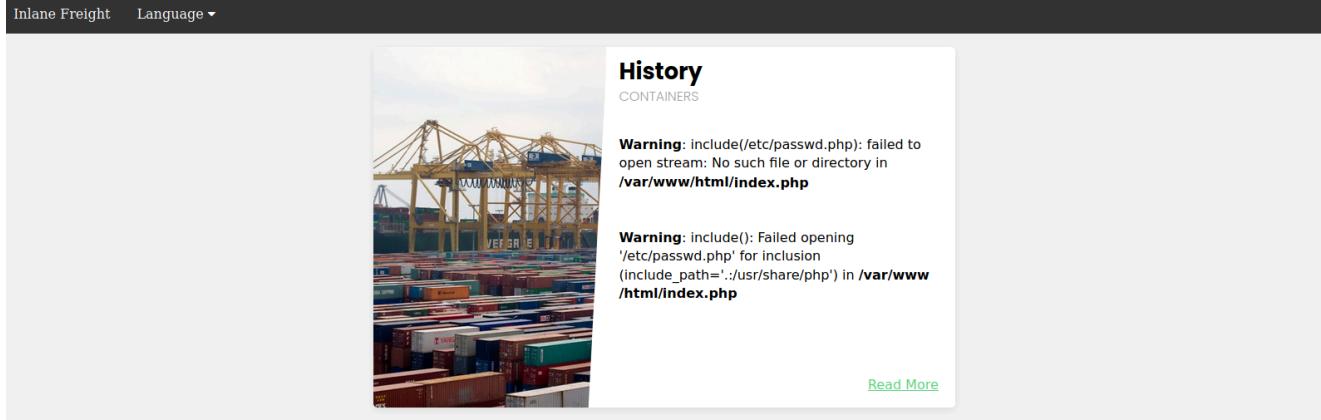 Inlane Freight Language
History
CONTAINERS
Warning: include(/etc/passwd.php): failed to
open stream: No such file or directory in
/var/www/html/index.php
Warning: include(): Failed opening
'/etc/passwd.php' for inclusion
(include_path='.:/usr/share/php') in /var/www
/html/index.php
Read More